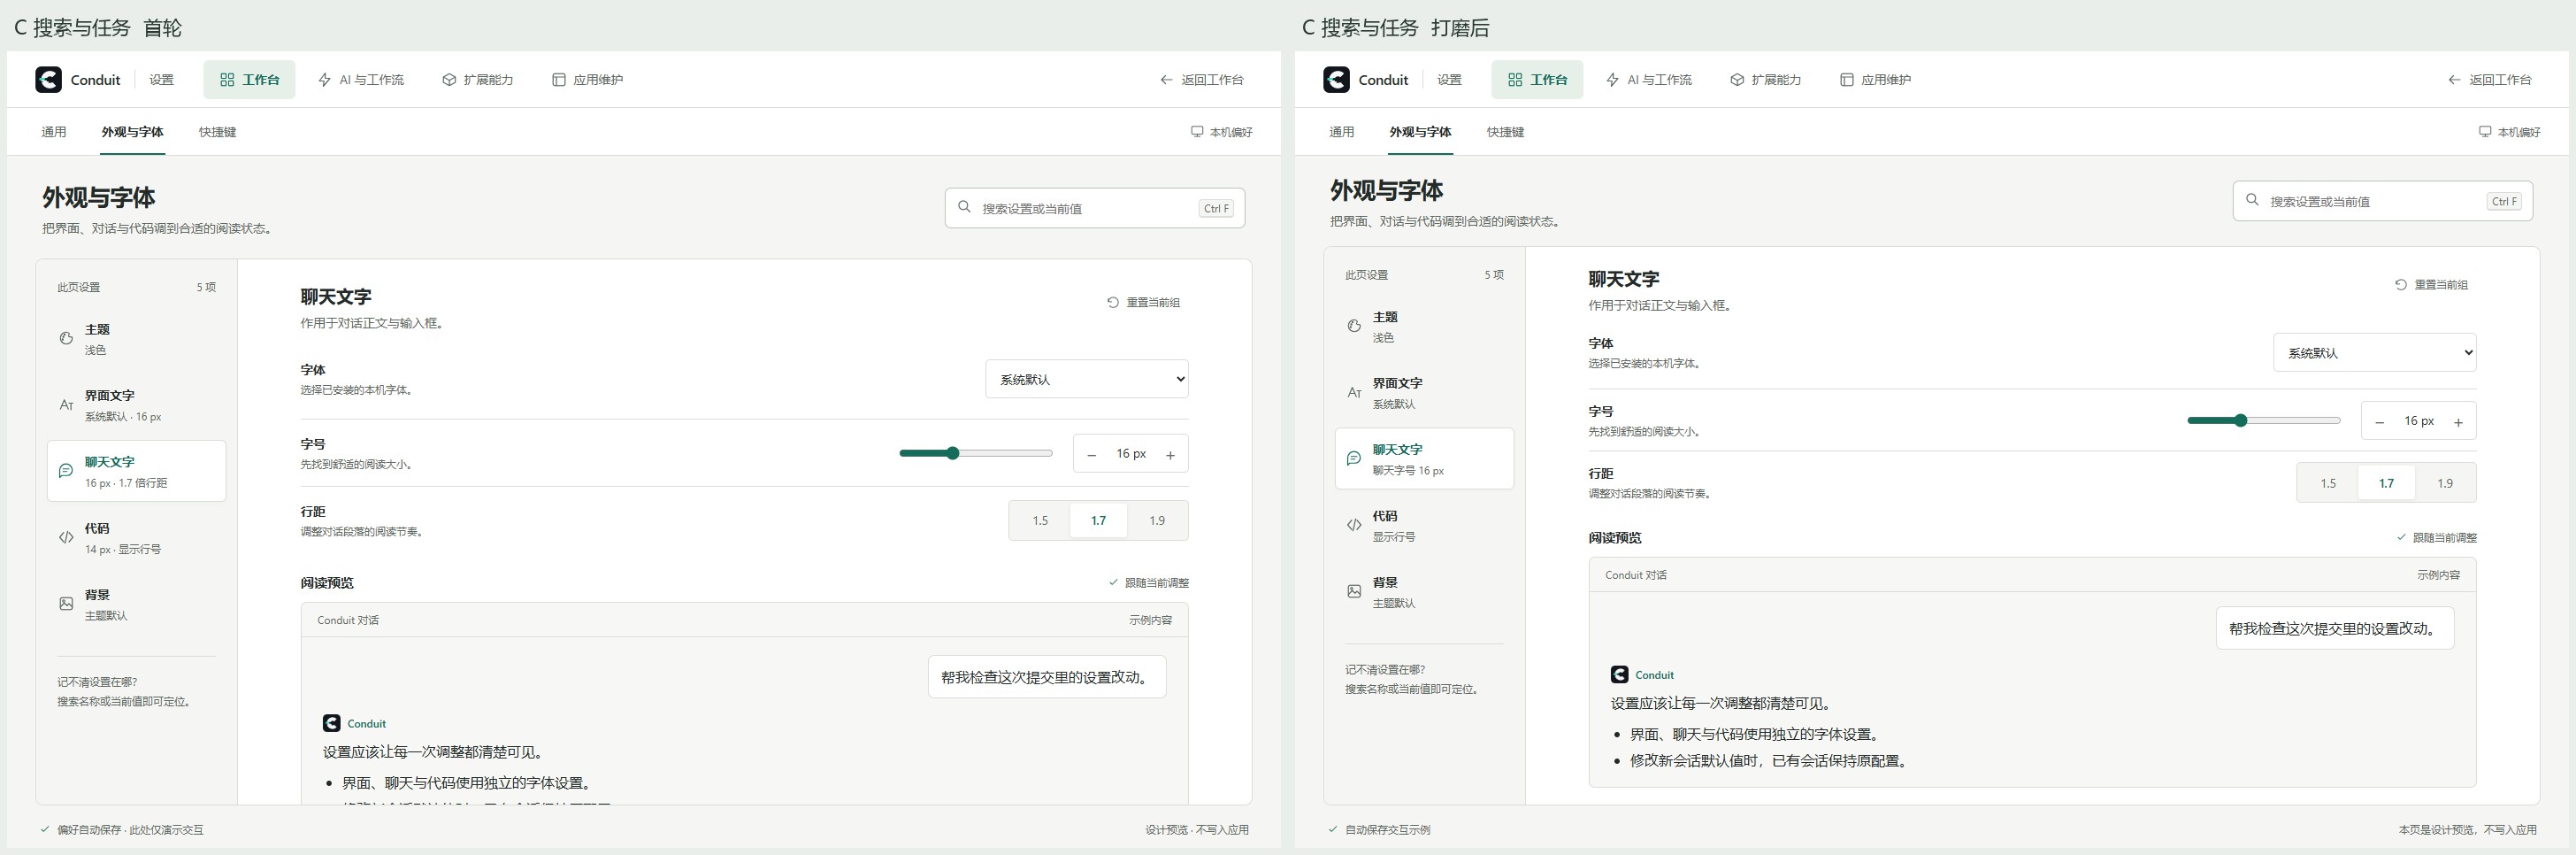 C 搜索与任务 首轮
Conduit
设置
工作台
AI 与工作流
扩展能力
应用维护
返回工作台
通用
外观与字体
快捷键
本机偏好
外观与字体
把界面、对话与代码调到合适的阅读状态。
搜索设置或当前值
Ctrl F
此页设置
5 项
主题
浅色
界面文字
系统默认 · 16 px
聊天文字
16 px · 1.7 倍行距
代码
14 px · 显示行号
背景
主题默认
记不清设置在哪？
搜索名称或当前值即可定位。
聊天文字
作用于对话正文与输入框。
重置当前组
字体
选择已安装的本机字体。
系统默认
字号
先找到舒适的阅读大小。
− 16 px +
行距
调整对话段落的阅读节奏。
1.5 1.7 1.9
阅读预览
跟随当前调整
Conduit 对话
示例内容
帮我检查这次提交里的设置改动。
Conduit
设置应该让每一次调整都清楚可见。
• 界面、聊天与代码使用独立的字体设置。
偏好自动保存 · 此处仅演示交互
设计预览 · 不写入应用
C 搜索与任务 打磨后
Conduit
设置
工作台
AI 与工作流
扩展能力
应用维护
返回工作台
通用
外观与字体
快捷键
本机偏好
外观与字体
把界面、对话与代码调到合适的阅读状态。
搜索设置或当前值
Ctrl F
此页设置
5 项
主题
浅色
界面文字
系统默认
聊天文字
聊天字号 16 px
代码
显示行号
背景
主题默认
记不清设置在哪？
搜索名称或当前值即可定位。
聊天文字
作用于对话正文与输入框。
重置当前组
字体
选择已安装的本机字体。
系统默认
字号
先找到舒适的阅读大小。
− 16 px +
行距
调整对话段落的阅读节奏。
1.5 1.7 1.9
阅读预览
跟随当前调整
Conduit 对话
示例内容
帮我检查这次提交里的设置改动。
Conduit
设置应该让每一次调整都清楚可见。
• 界面、聊天与代码使用独立的字体设置。
• 修改新会话默认值时，已有会话保持原配置。
自动保存交互示例
本页是设计预览，不写入应用